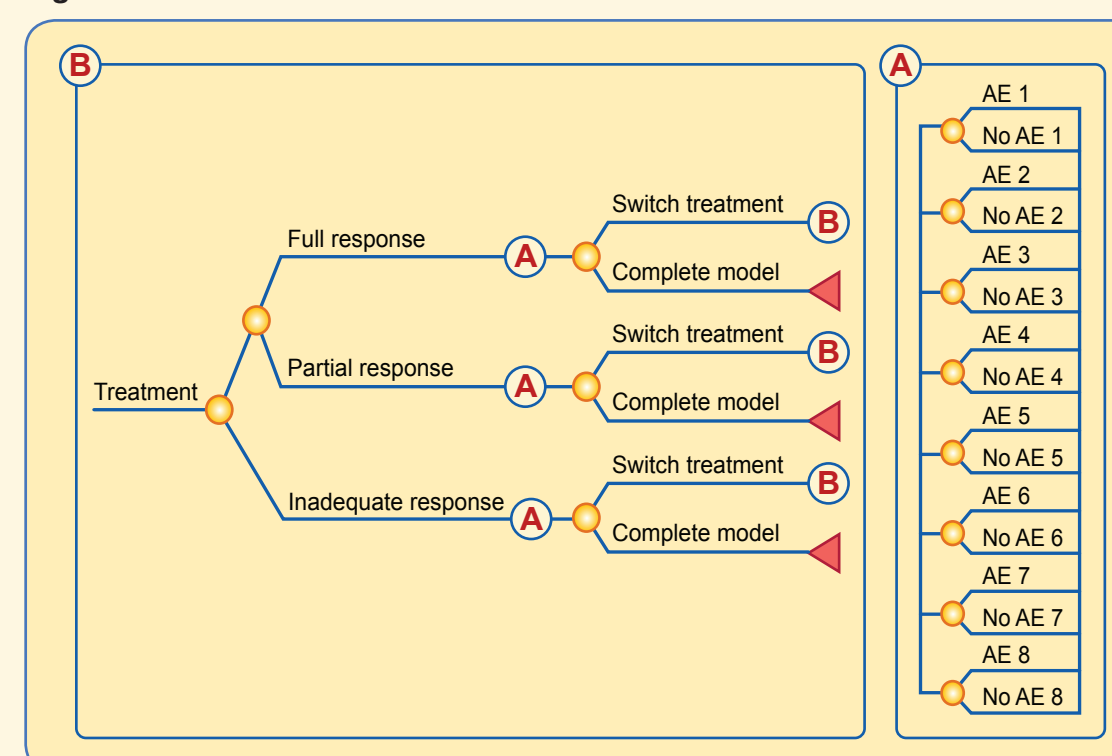 B
Treatment
Full response
A
Switch treatment
B
Complete model
Partial response
A
Switch treatment
B
Complete model
Inadequate response
A
Switch treatment
B
Complete model
A
AE 1
No AE 1
AE 2
No AE 2
AE 3
No AE 3
AE 4
No AE 4
AE 5
No AE 5
AE 6
No AE 6
AE 7
No AE 7
AE 8
No AE 8